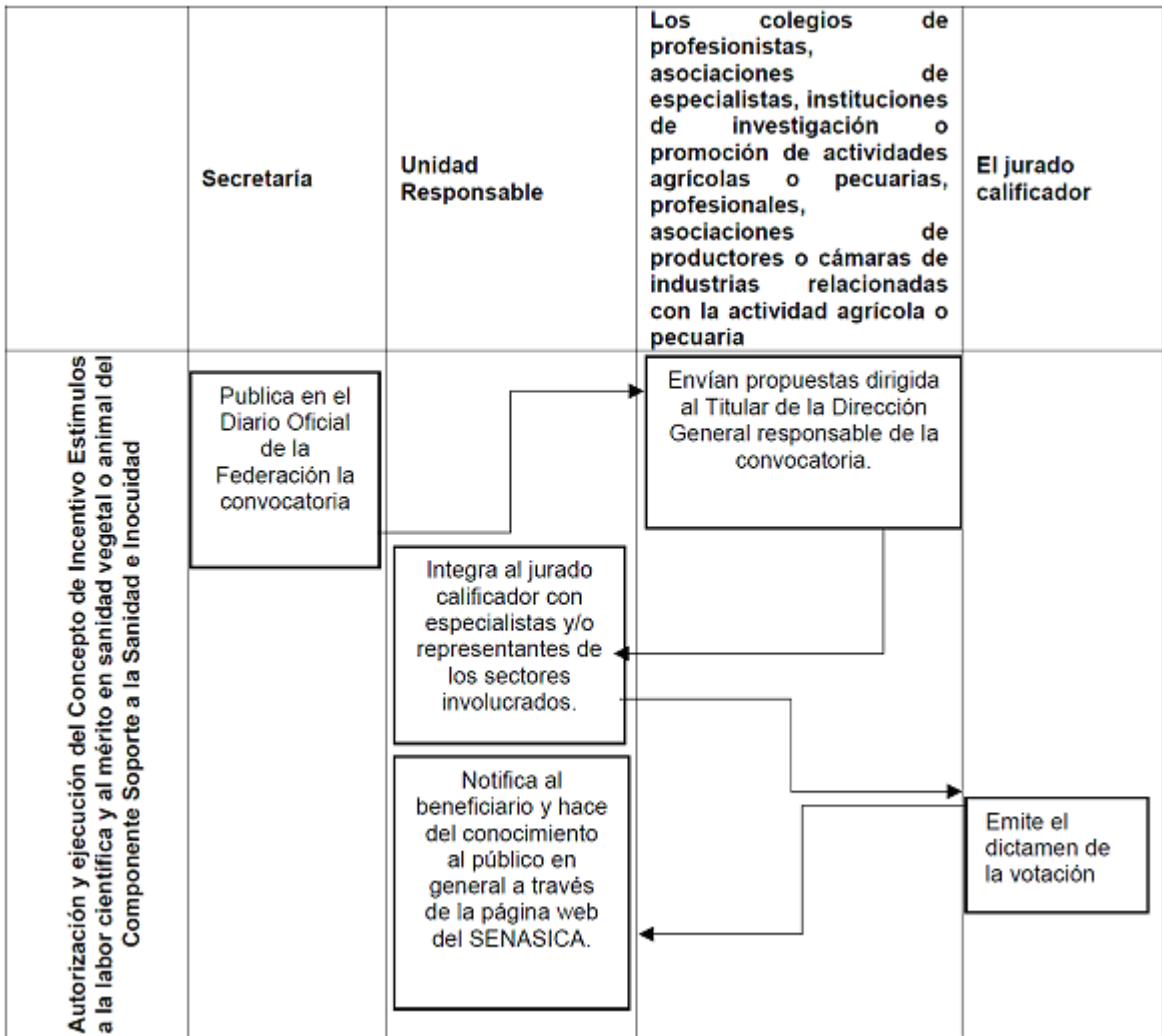 Secretaría
Unidad
Responsable
Los colegios de
profesionistas,
asociaciones de
especialistas, instituciones
de investigación o
promoción de actividades
agrícolas o pecuarias,
profesionales,
asociaciones de
productores o cámaras de
industrias relacionadas
con la actividad agrícola o
pecuaria
El jurado
calificador
Autorización y ejecución del Concepto de Incentivo Estímulos
a la labor científica y al mérito en sanidad vegetal o animal del
Componente Soporte a la Sanidad e Inocuidad
Publica en el
Diario Oficial
de la
Federación la
convocatoria
Envían propuestas dirigida
al Titular de la Dirección
General responsable de la
convocatoria.
Integra al jurado
calificador con
especialistas y/o
representantes de
los sectores
involucrados.
Emite el
dictamen de
la votación
Notifica al
beneficiario y hace
del conocimiento
al público en
general a través
de la página web
del SENASICA.